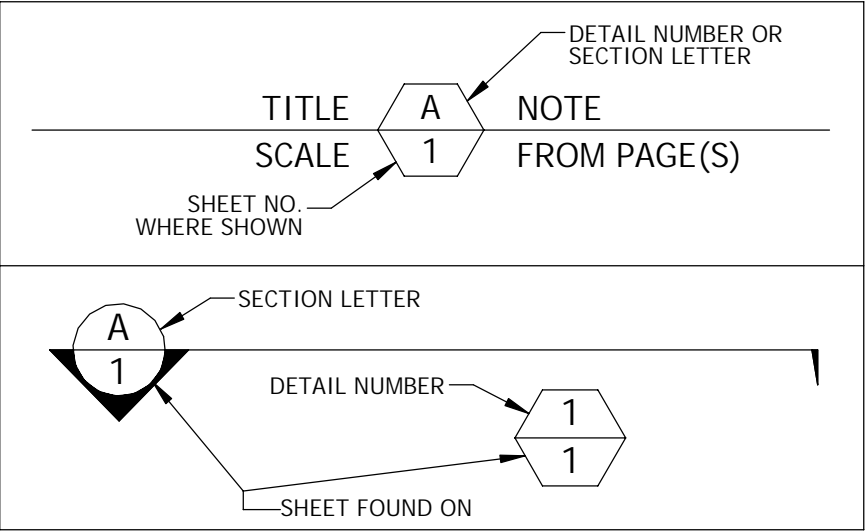 DETAIL NUMBER OR
SECTION LETTER
TITLE
A
NOTE
SCALE
1
FROM PAGE(S)
SHEET NO.
WHERE SHOWN
SECTION LETTER
A
1
DETAIL NUMBER
1
1
SHEET FOUND ON